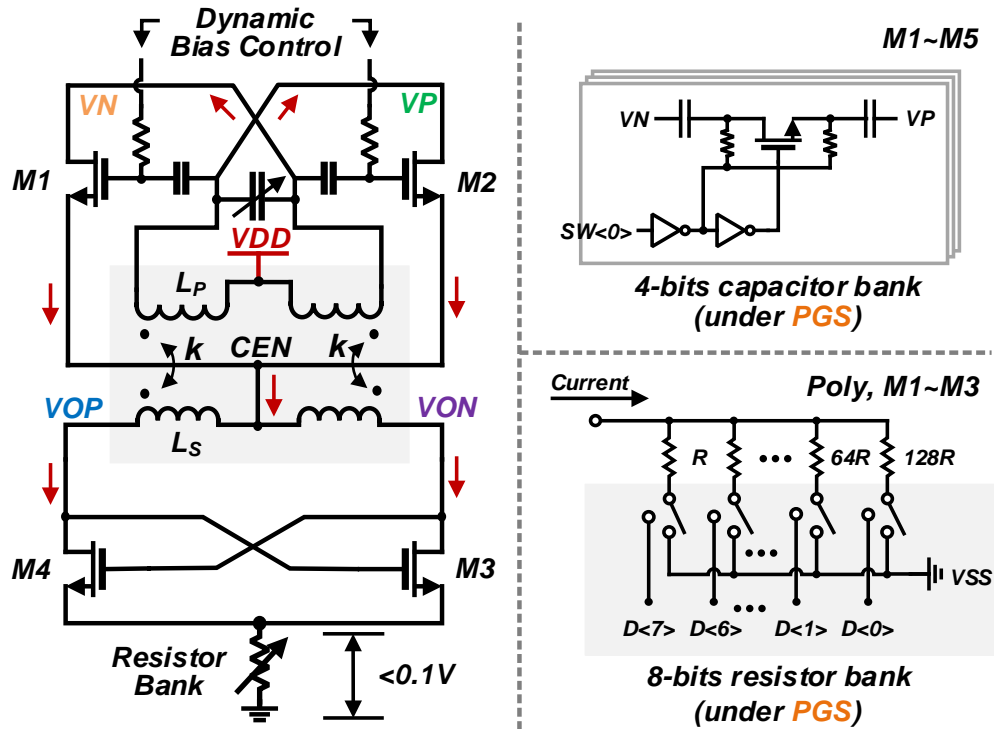 Dynamic
Bias Control
VN
VP
M1
M2
VDD
LP
k
CEN
k
VOP
VON
LS
M4
M3
Resistor
Bank
<0.1V
M1~M5
VN
VP
SW<0>
4-bits capacitor bank
(under PGS)
Current
Poly, M1~M3
R
64R
128R
VSS
D<7>
D<6>
D<1>
D<0>
8-bits resistor bank
(under PGS)